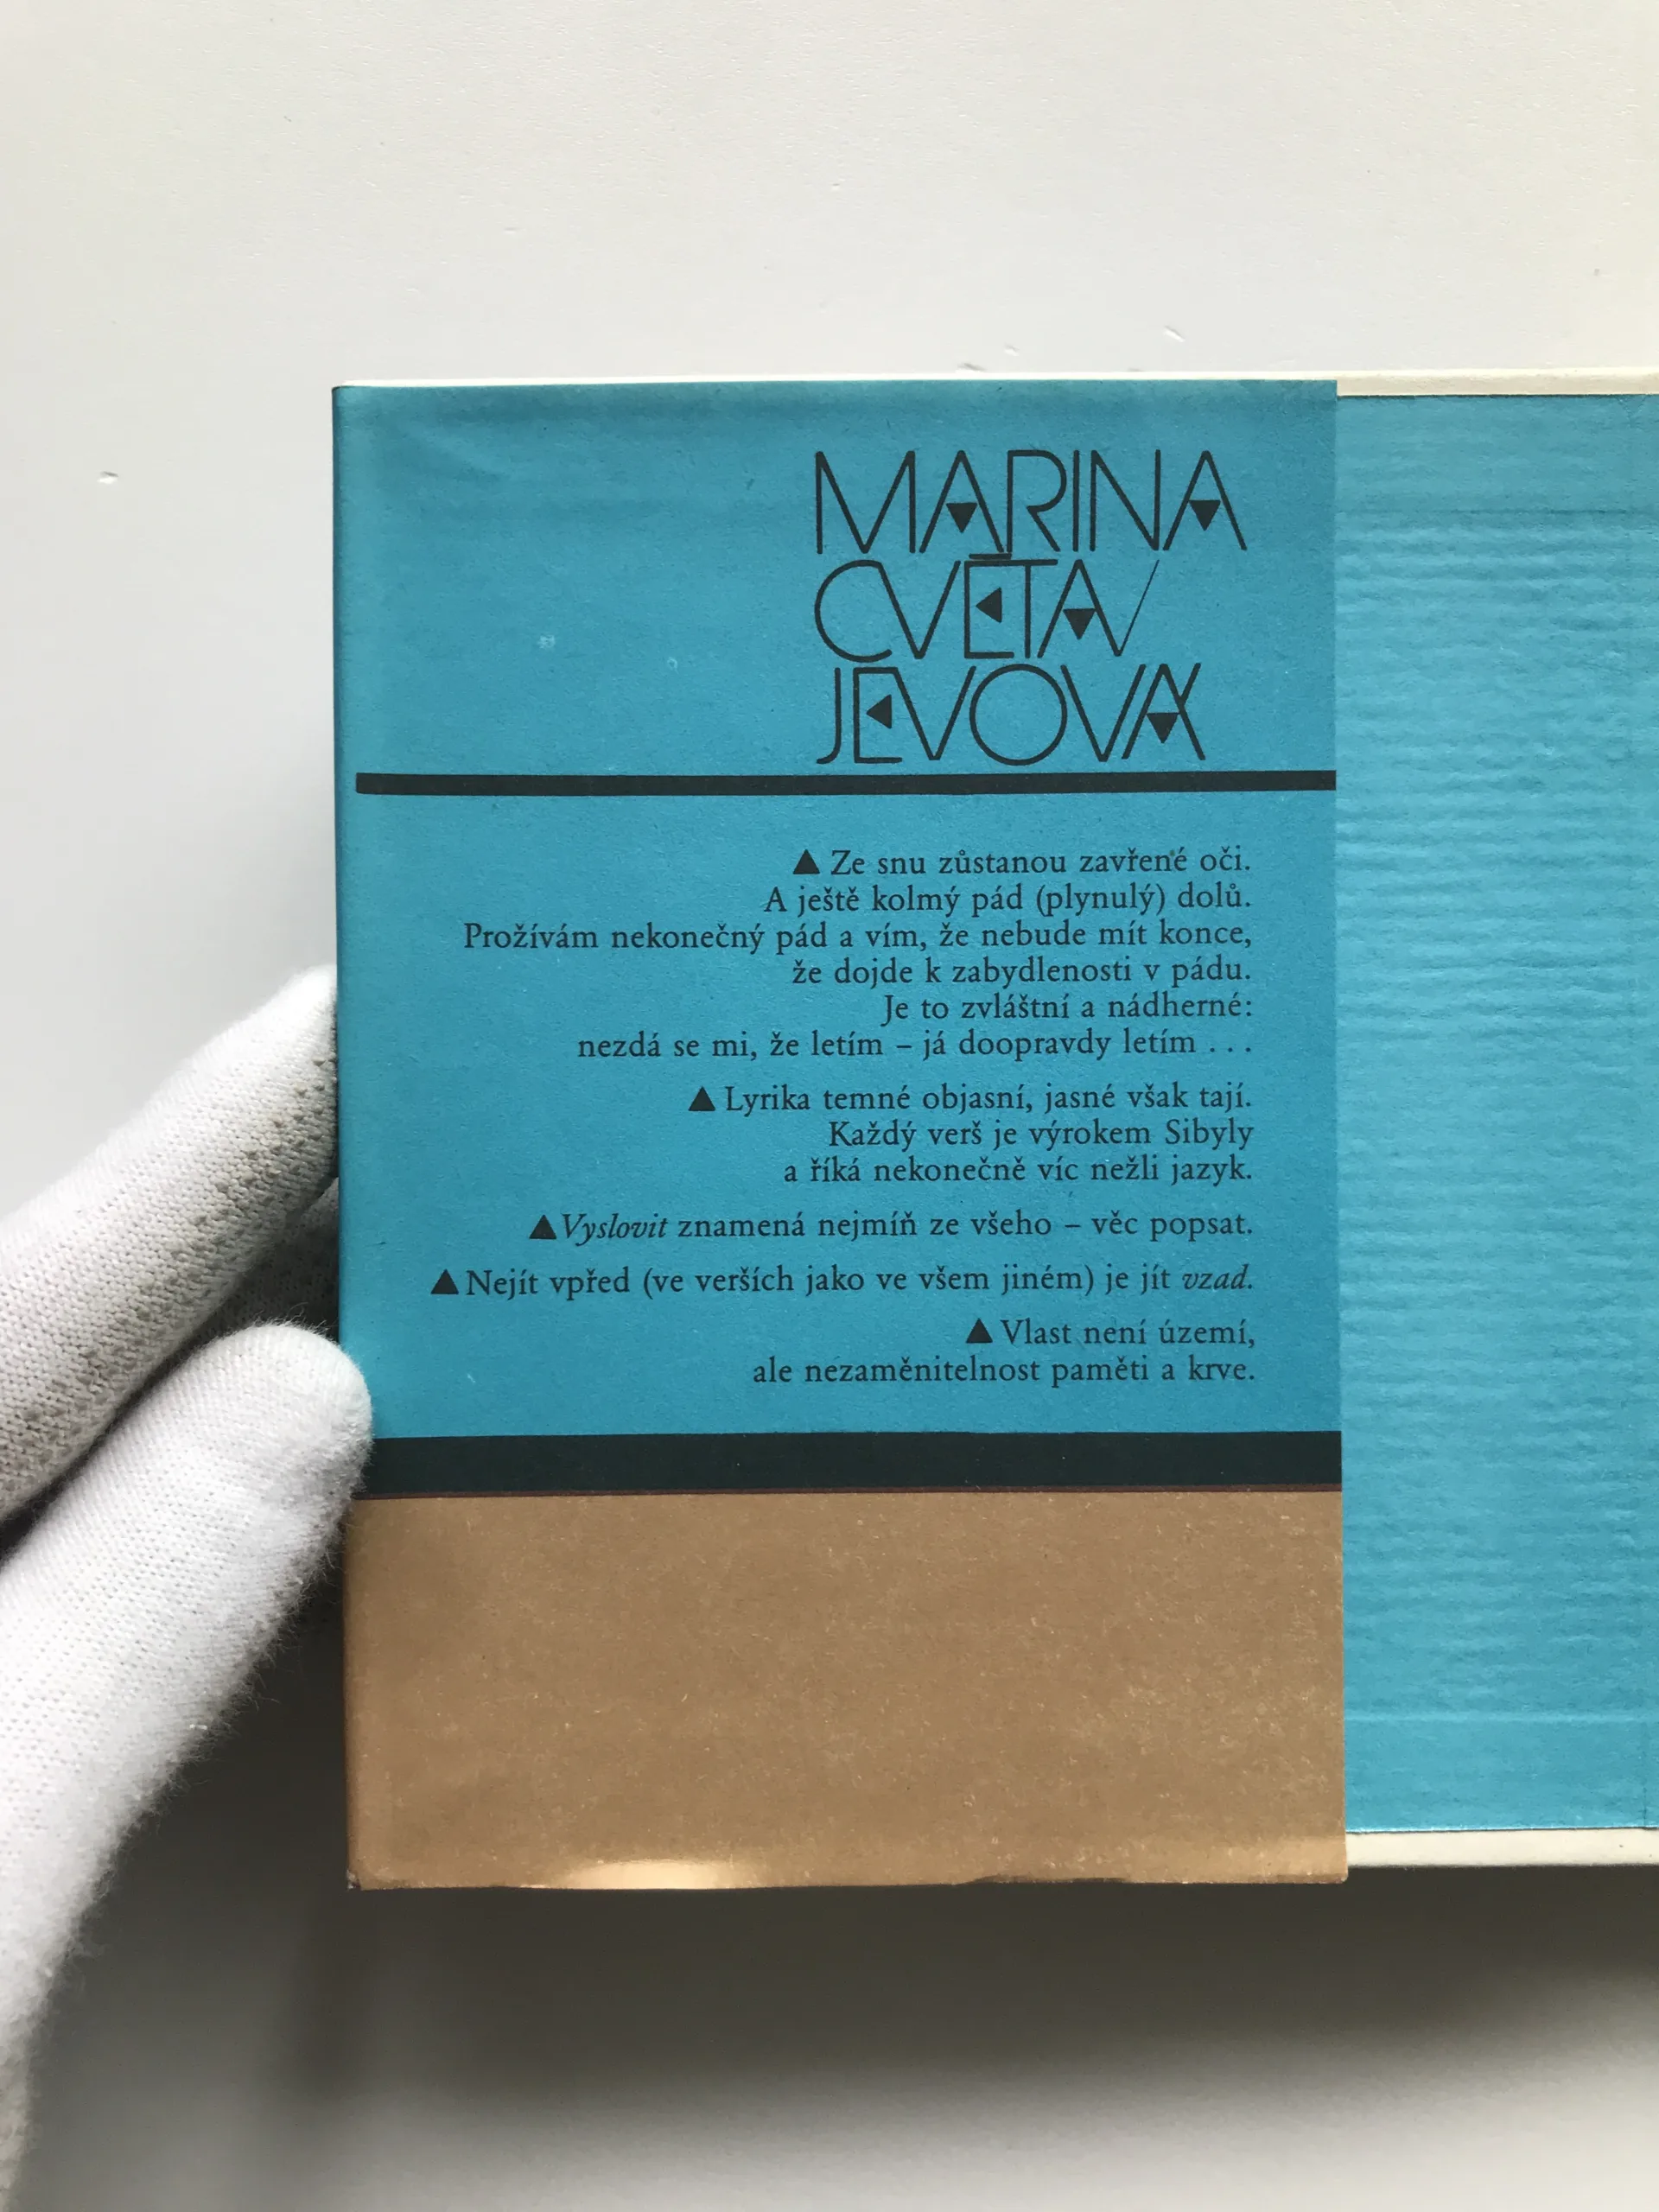 MARINA
CVĚTA
JEVOVÁ
▲ Ze snu zůstanou zavřené oči.
A ještě kolmý pád (plynulý) dolů.
Prožívám nekonečný pád a vím, že nebude mít konce,
že dojde k zabydlenosti v pádu.
Je to zvláštní a nádherné:
nezdá se mi, že letím – já doopravdy letím . . .
▲ Lyrika temné objasní, jasné však tají.
Každý verš je výrokem Sibyly
a říká nekonečně víc nežli jazyk.
▲ Vyslovit znamená nejmíň ze všeho – věc popsat.
▲ Nejít vpřed (ve verších jako ve všem jiném) je jít vzad.
▲ Vlast není území,
ale nezaměnitelnost paměti a krve.